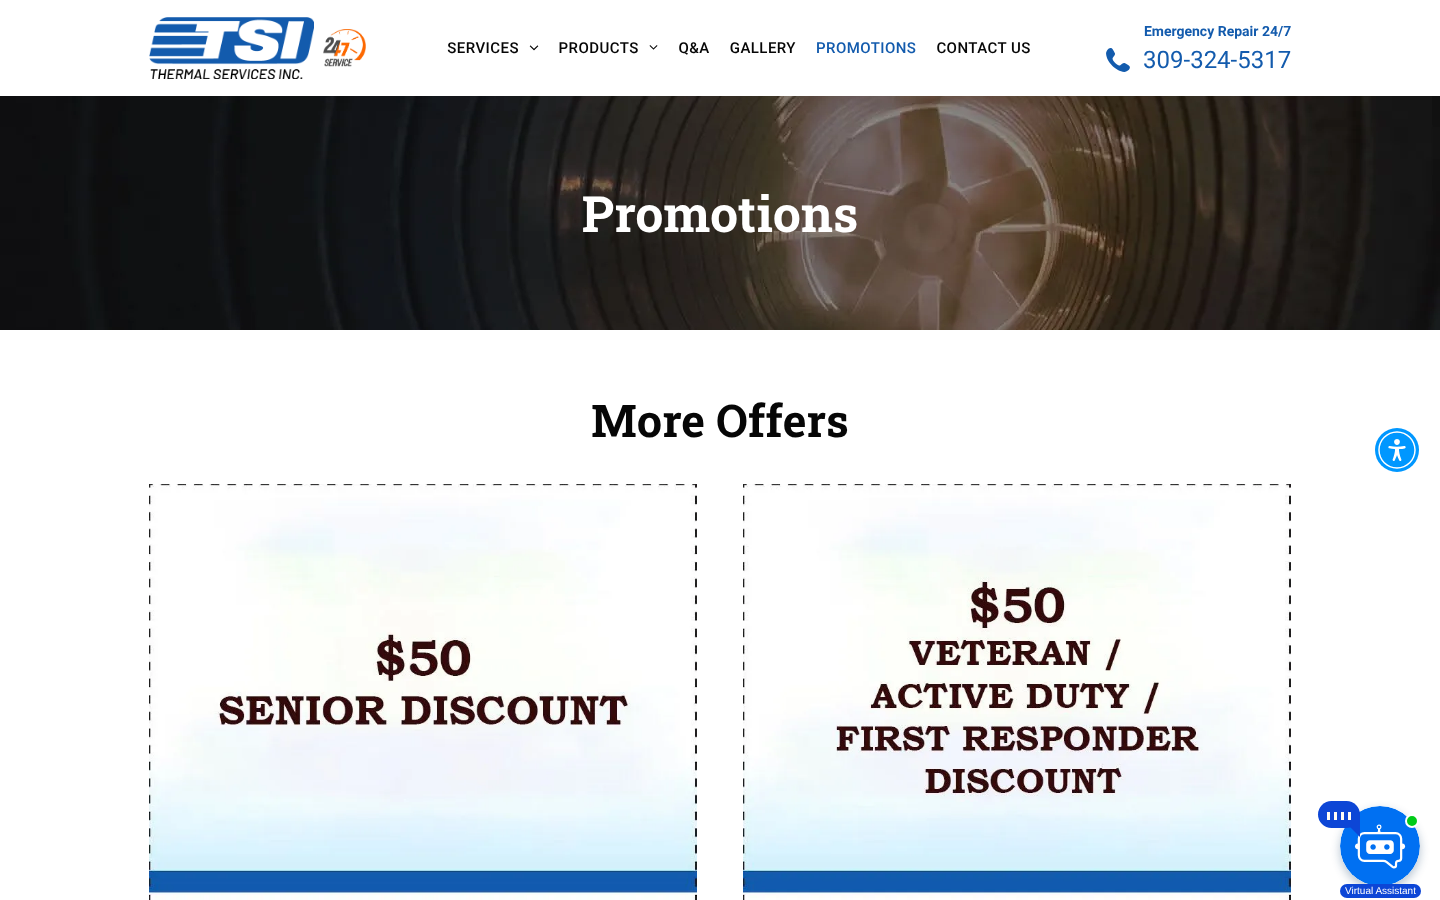 TSI
THERMAL SERVICES INC.
24/7
SERVICE
SERVICES
PRODUCTS
Q&A
GALLERY
PROMOTIONS
CONTACT US
Emergency Repair 24/7
309-324-5317
Promotions
More Offers
$50
SENIOR DISCOUNT
$50
VETERAN /
ACTIVE DUTY /
FIRST RESPONDER
DISCOUNT
Virtual Assistant